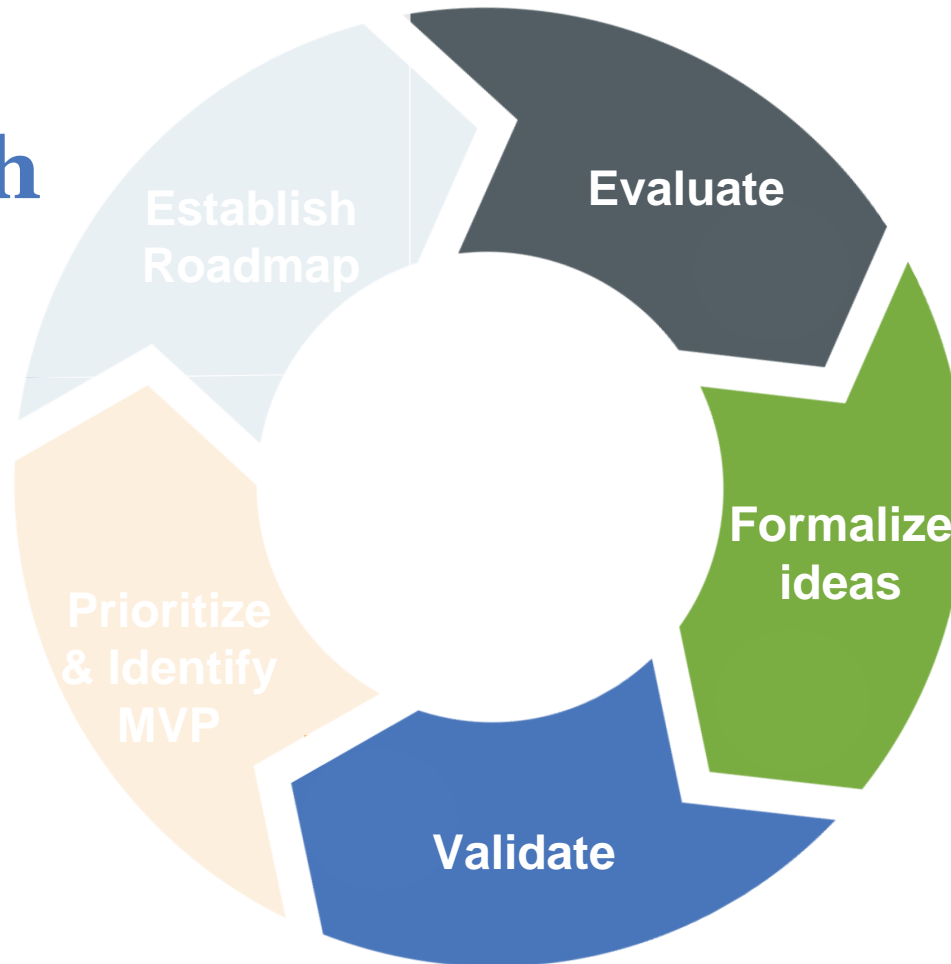 h
Establish
Roadmap
Evaluate
Formalize
ideas
Prioritize
& Identify
MVP
Validate